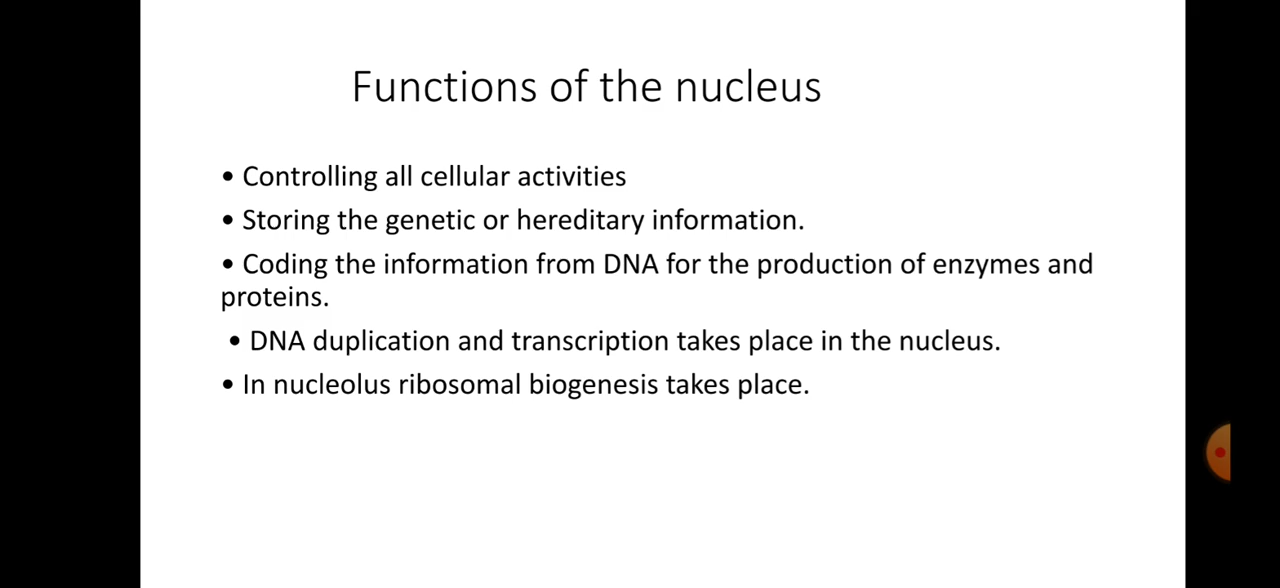 Functions of the nucleus
• Controlling all cellular activities
• Storing the genetic or hereditary information.
• Coding the information from DNA for the production of enzymes and
proteins.
• DNA duplication and transcription takes place in the nucleus.
• In nucleolus ribosomal biogenesis takes place.